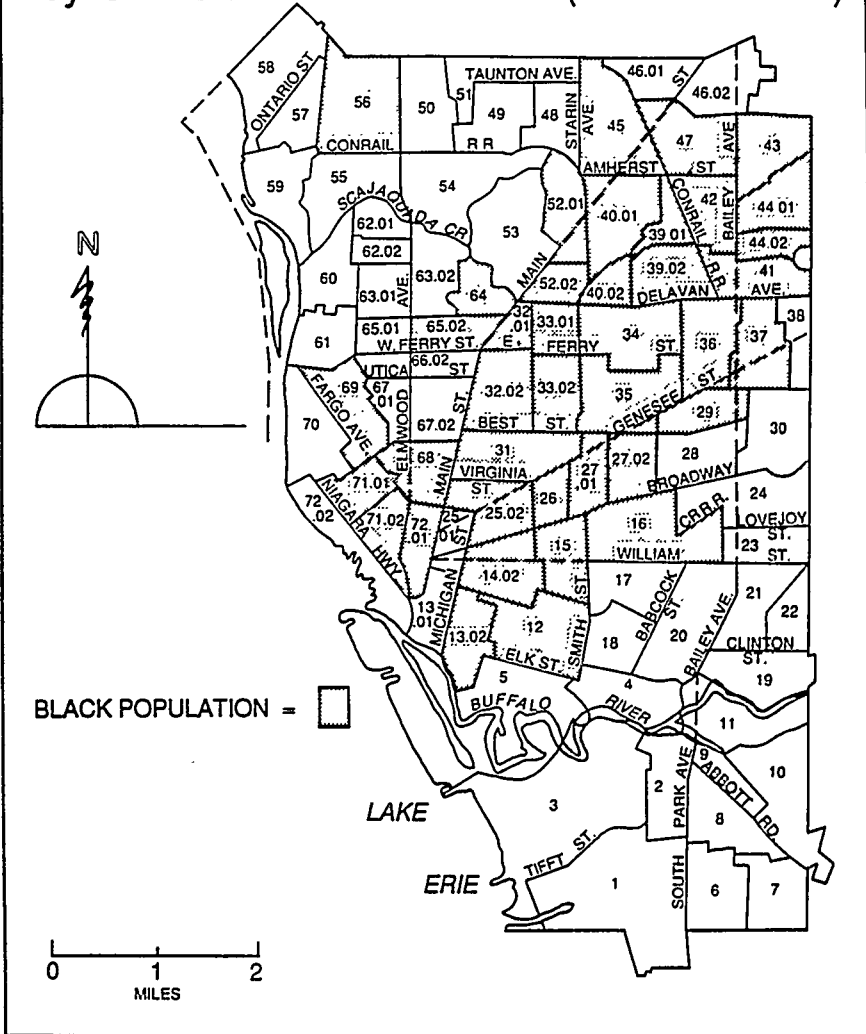 58
ONTARIO ST.
57
56
50
51
TAUNTON AVE.
49
48
STARIN AVE.
46.01
ST
46.02
45
47
AVE
43
CONRAIL
R R
AMHERST ST
59
55
54
52.01
40.01
CONRAIL R.R.
42
BAILEY
44.01
SCAJAQUADA CR
62.01
53
39.01
44.02
62.02
60
63.02
MAIN
39.02
41
AVE.
63.01
AVE.
64
52.02
40.02
DELAVAN
N
61
65.01
65.02
32.01
33.01
34
36
37
38
W. FERRY ST.
E.
FERRY
ST.
66.02
UTICA
ST
69
67.01
32.02
33.02
35
GENESEE ST.
29
70
FARGO AVE.
ELMWOOD
67.02
ST.
BEST
ST.
30
68
MAIN
31
27.02
28
BROADWAY
71.01
VIRGINIA
ST.
26
27.01
24
72.02
NIAGARA HWY
71.02
72.01
25.01
ST.
25.02
16
C.R.R.R.
LOVEJOY
ST.
15
WILLIAM
23
ST.
14.02
ST.
17
BABCOCK ST.
21
22
13.01
MICHIGAN
13.02
12
SMITH
18
20
BAILEY AVE.
CLINTON
ST.
ELK ST.
19
5
4
BLACK POPULATION =
BUFFALO
RIVER
11
9
10
LAKE
3
2
PARK AVE
ABBOTT RD.
8
TIFFT ST.
ERIE
1
SOUTH
6
7
0 1 2
MILES